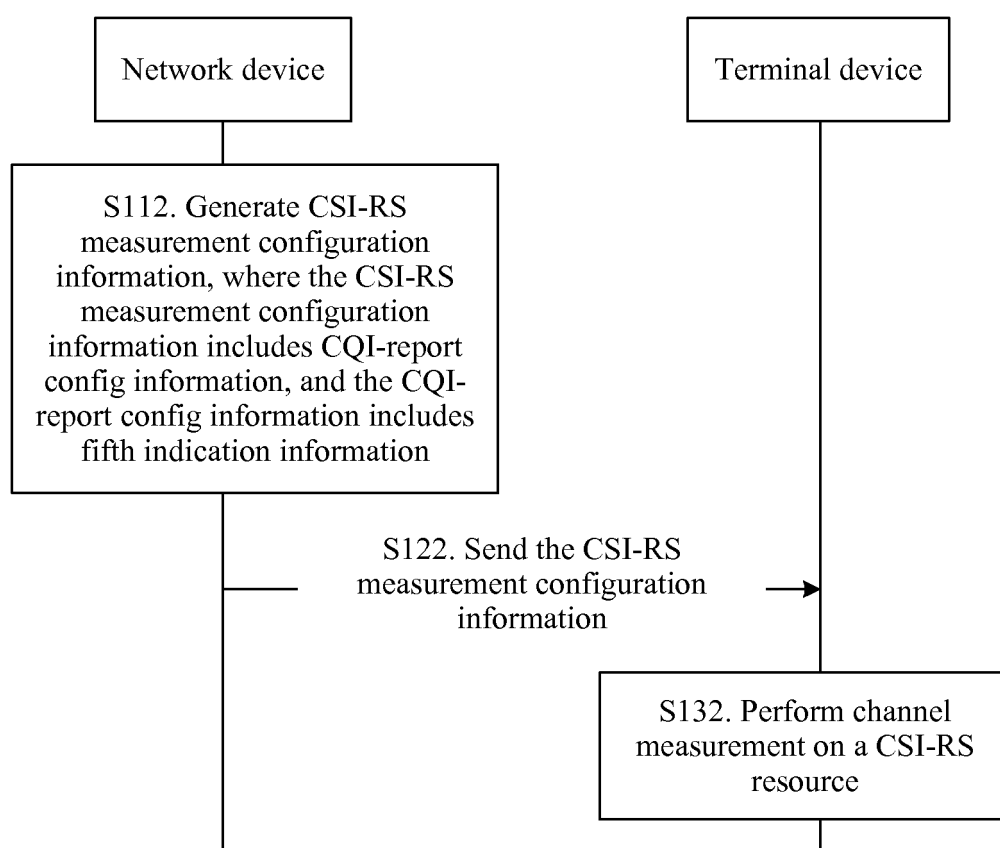 Network device
Terminal device
S112. Generate CSI-RS
measurement configuration
information, where the CSI-RS
measurement configuration
information includes CQI-report
config information, and the CQI-
report config information includes
fifth indication information
S122. Send the CSI-RS
measurement configuration
information
S132. Perform channel
measurement on a CSI-RS
resource